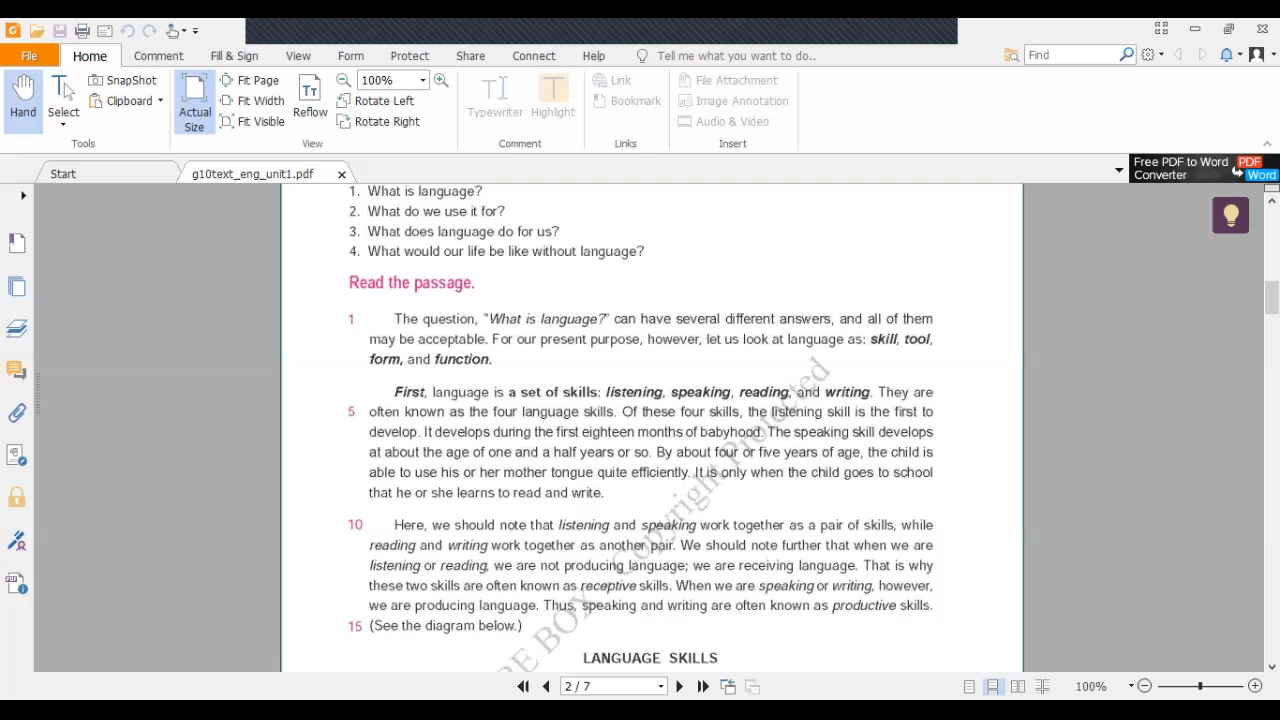 File
Home
Comment
Fill & Sign
View
Form
Protect
Share
Connect
Help
Tell me what you want to do..
Find
Hand
Select
SnapShot
Clipboard
Actual
Size
Fit Page
Fit Width
Fit Visible
Reflow
100%
Rotate Left
Rotate Right
Typewriter
Highlight
Link
Bookmark
File Attachment
Image Annotation
Audio & Video
Tools
View
Comment
Links
Insert
Start
g10text_eng_unit1.pdf
Free PDF to Word
Converter
PDF
Word
1. What is language?
2. What do we use it for?
3. What does language do for us?
4. What would our life be like without language?
Read the passage.
1 The question, "What is language?" can have several different answers, and all of them
may be acceptable. For our present purpose, however, let us look at language as: skill, tool,
form, and function.
First, language is a set of skills: listening, speaking, reading, and writing. They are
5 often known as the four language skills. Of these four skills, the listening skill is the first to
develop. It develops during the first eighteen months of babyhood. The speaking skill develops
at about the age of one and a half years or so. By about four or five years of age, the child is
able to use his or her mother tongue quite efficiently. It is only when the child goes to school
that he or she learns to read and write.
10 Here, we should note that listening and speaking work together as a pair of skills, while
reading and writing work together as another pair. We should note further that when we are
listening or reading, we are not producing language; we are receiving language. That is why
these two skills are often known as receptive skills. When we are speaking or writing, however,
we are producing language. Thus, speaking and writing are often known as productive skills.
15 (See the diagram below.)
LANGUAGE SKILLS
RE BOX Copyright Protected
2 / 7
100%